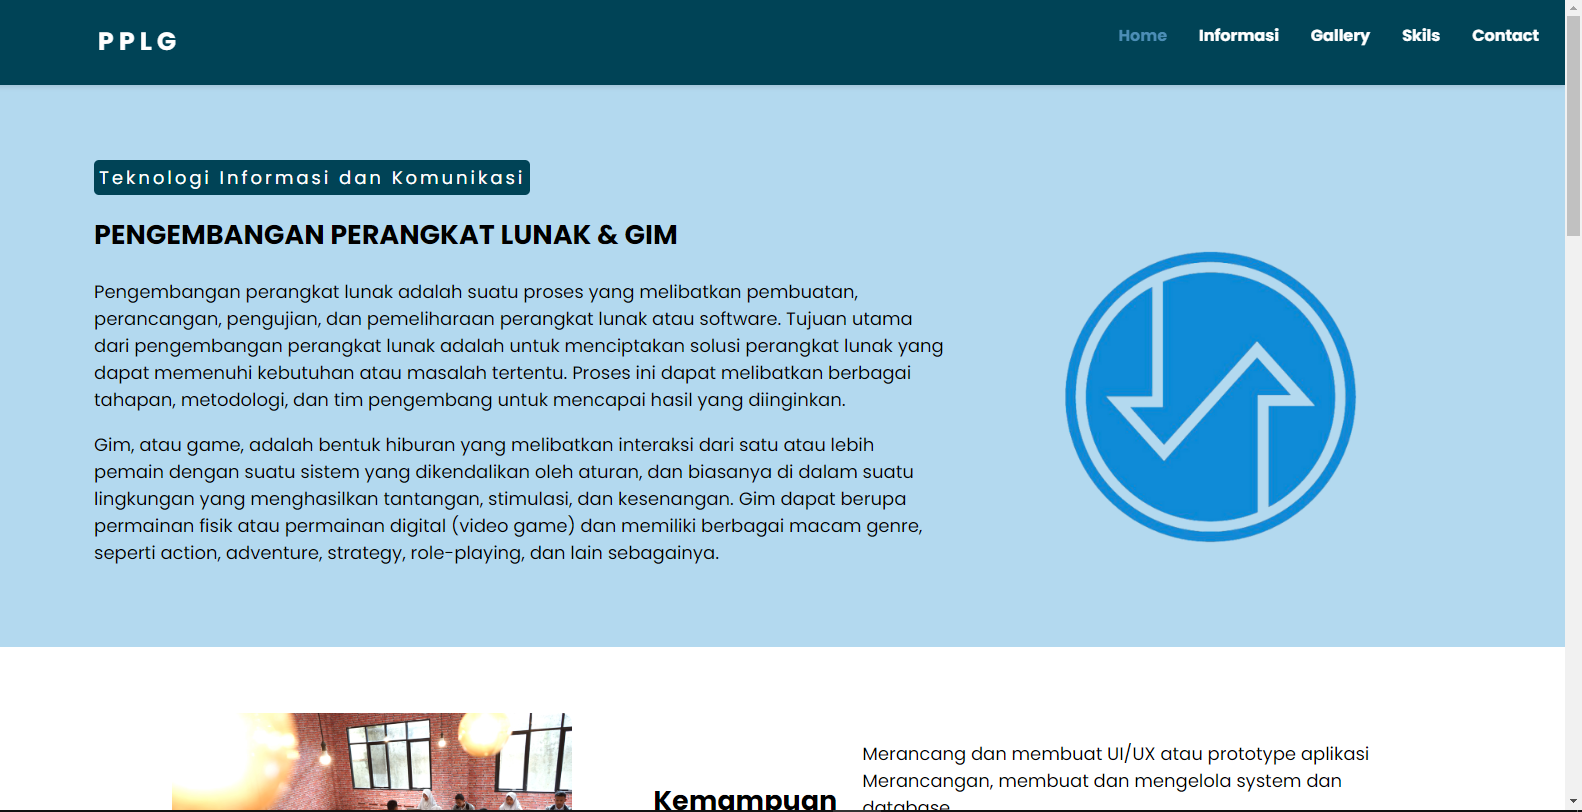 PPLG
Home Informasi Gallery Skils Contact
Teknologi Informasi dan Komunikasi
PENGEMBANGAN PERANGKAT LUNAK & GIM
Pengembangan perangkat lunak adalah suatu proses yang melibatkan pembuatan,
perancangan, pengujian, dan pemeliharaan perangkat lunak atau software. Tujuan utama
dari pengembangan perangkat lunak adalah untuk menciptakan solusi perangkat lunak yang
dapat memenuhi kebutuhan atau masalah tertentu. Proses ini dapat melibatkan berbagai
tahapan, metodologi, dan tim pengembang untuk mencapai hasil yang diinginkan.
Gim, atau game, adalah bentuk hiburan yang melibatkan interaksi dari satu atau lebih
pemain dengan suatu sistem yang dikendalikan oleh aturan, dan biasanya di dalam suatu
lingkungan yang menghasilkan tantangan, stimulasi, dan kesenangan. Gim dapat berupa
permainan fisik atau permainan digital (video game) dan memiliki berbagai macam genre,
seperti action, adventure, strategy, role-playing, dan lain sebagainya.
Kemampuan
Merancang dan membuat UI/UX atau prototype aplikasi
Merancangan, membuat dan mengelola system dan
database